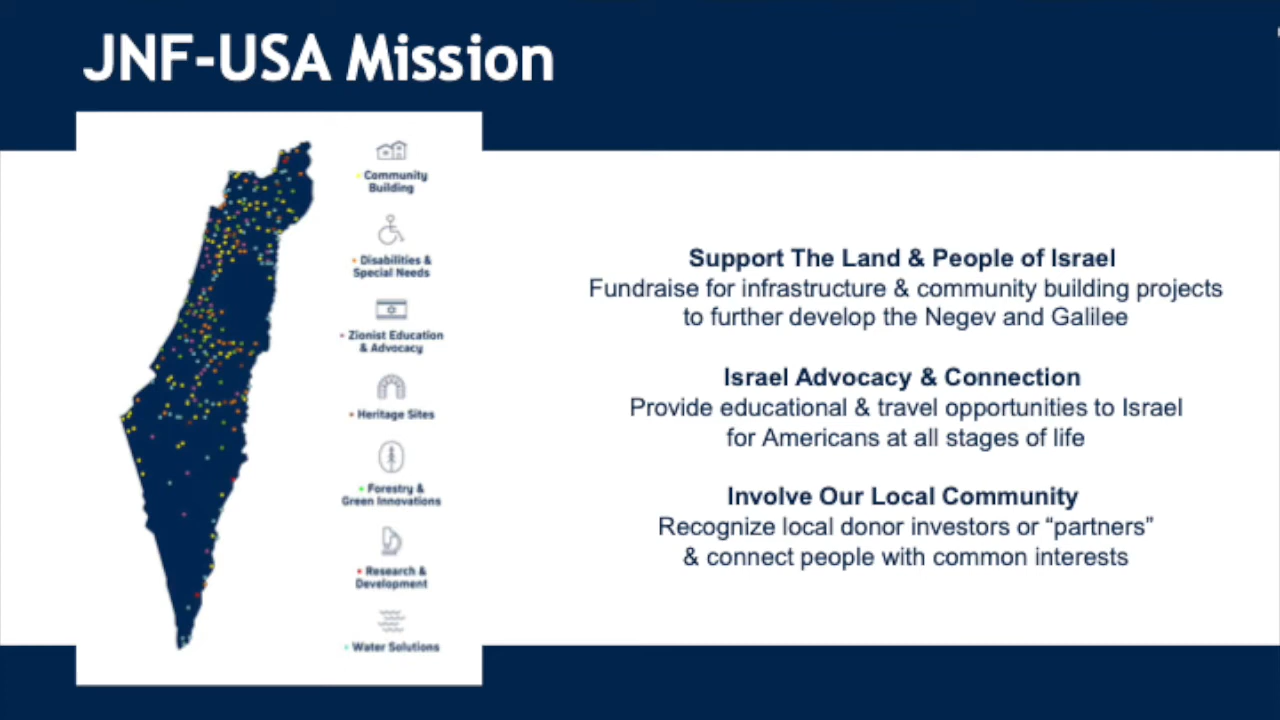 JNF-USA Mission
Community
Building
Disabilities &
Special Needs
Zionist Education
& Advocacy
Heritage Sites
Forestry &
Green Innovations
Research &
Development
Water Solutions
Support The Land & People of Israel
Fundraise for infrastructure & community building projects
to further develop the Negev and Galilee
Israel Advocacy & Connection
Provide educational & travel opportunities to Israel
for Americans at all stages of life
Involve Our Local Community
Recognize local donor investors or “partners”
& connect people with common interests